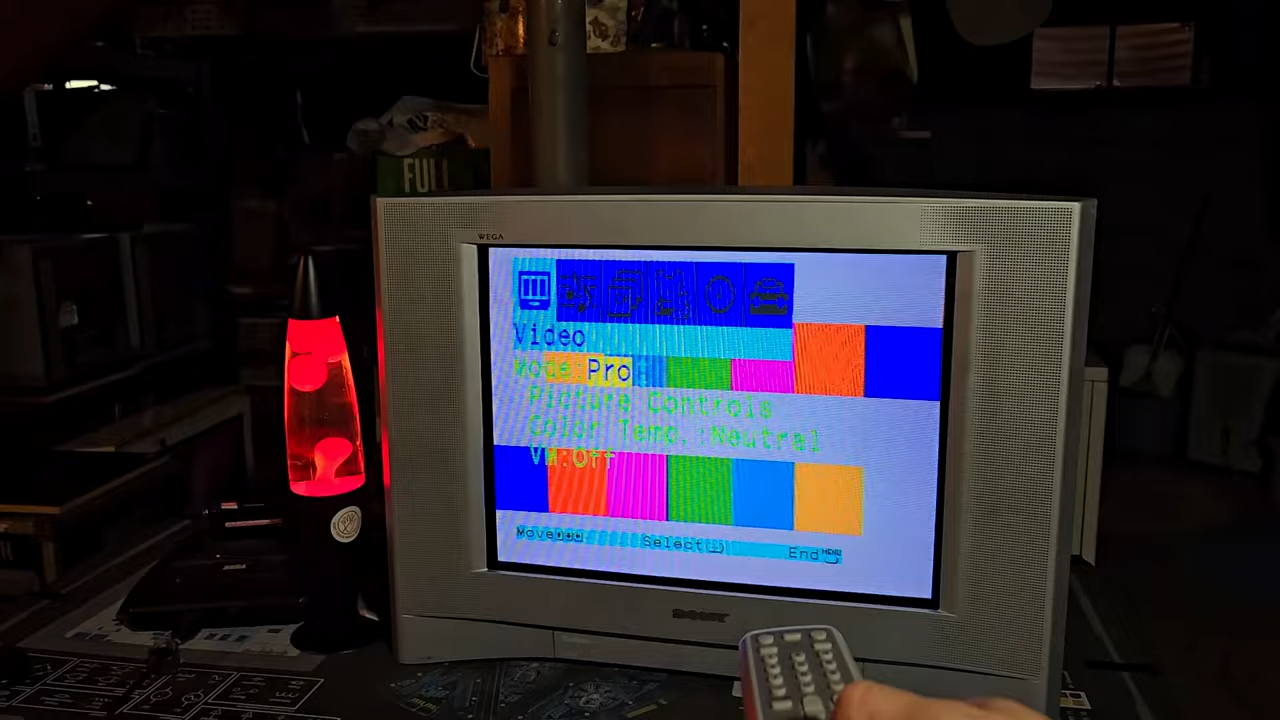 FULL
WEGA
Video
Mode:Pro
Picture Controls
Color Temp.:Neutral
VM:Off
Move
Select
End MENU
SONY